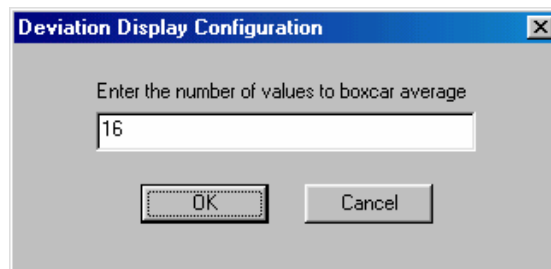 Deviation Display Configuration
Enter the number of values to boxcar average
16
OK
Cancel